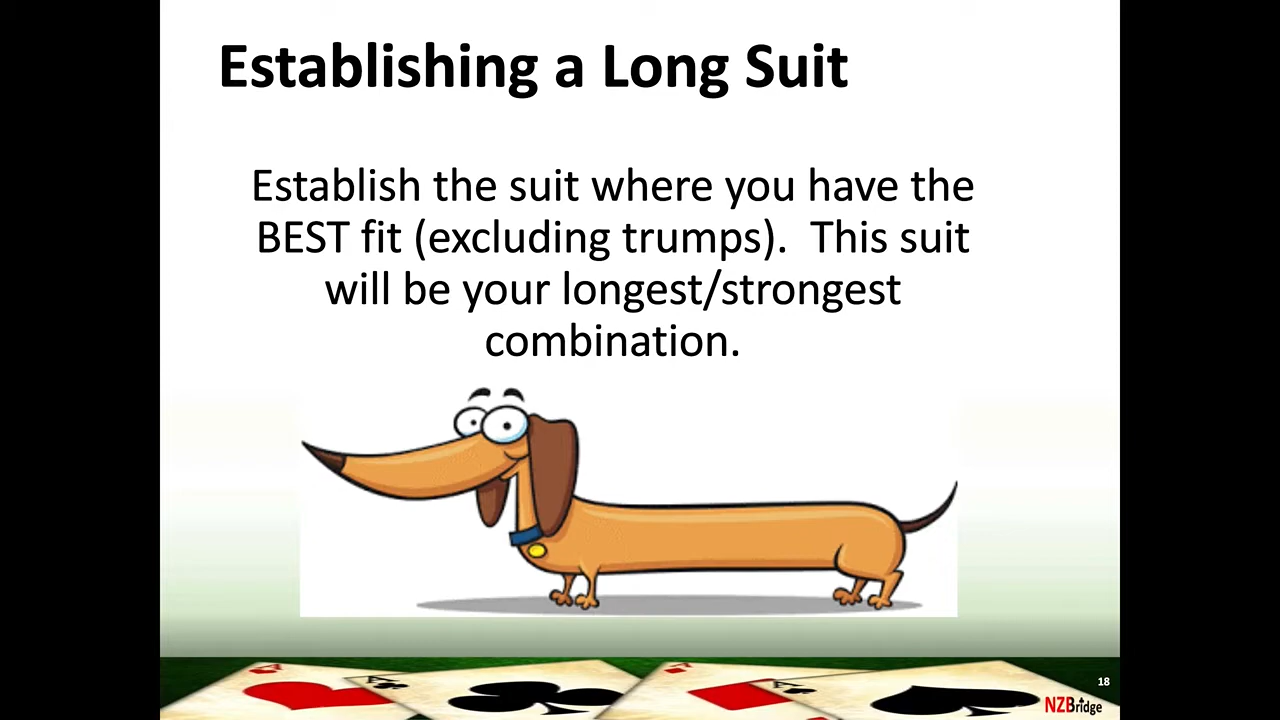 Establishing a Long Suit
Establish the suit where you have the
BEST fit (excluding trumps).  This suit
will be your longest/strongest
combination.
18
NZBridge